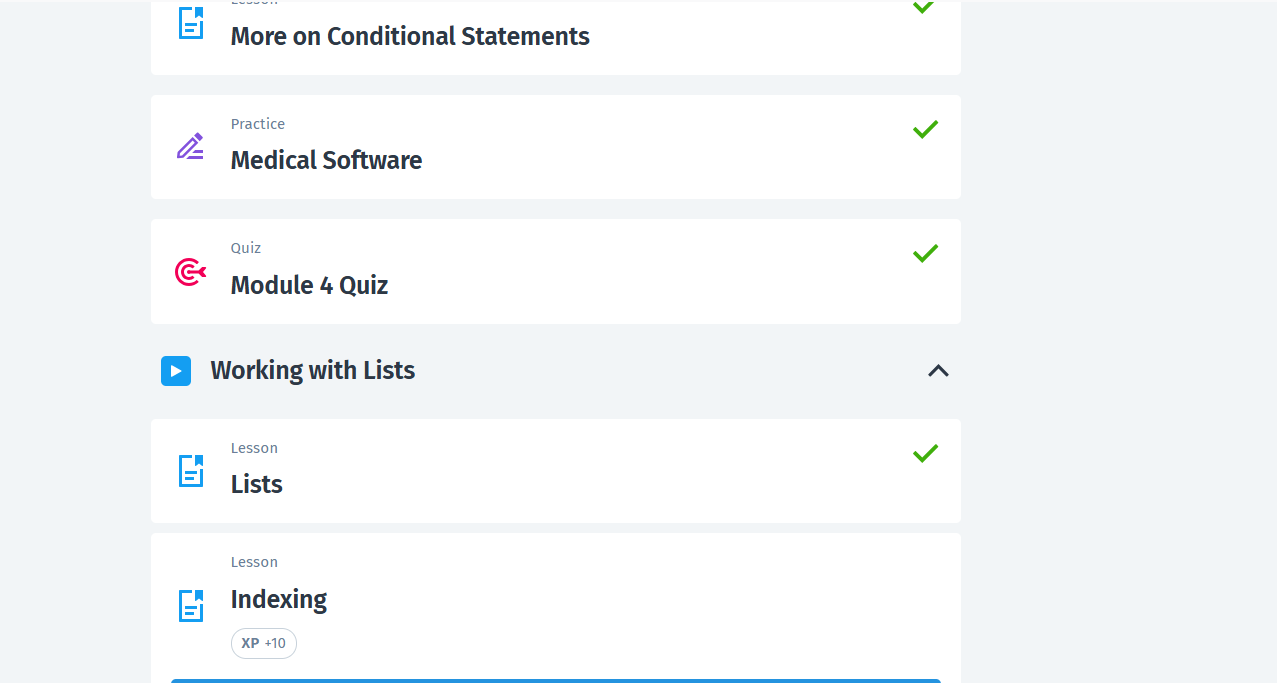 Lesson
More on Conditional Statements
Practice
Medical Software
Quiz
Module 4 Quiz
Working with Lists
Lesson
Lists
Lesson
Indexing
XP +10